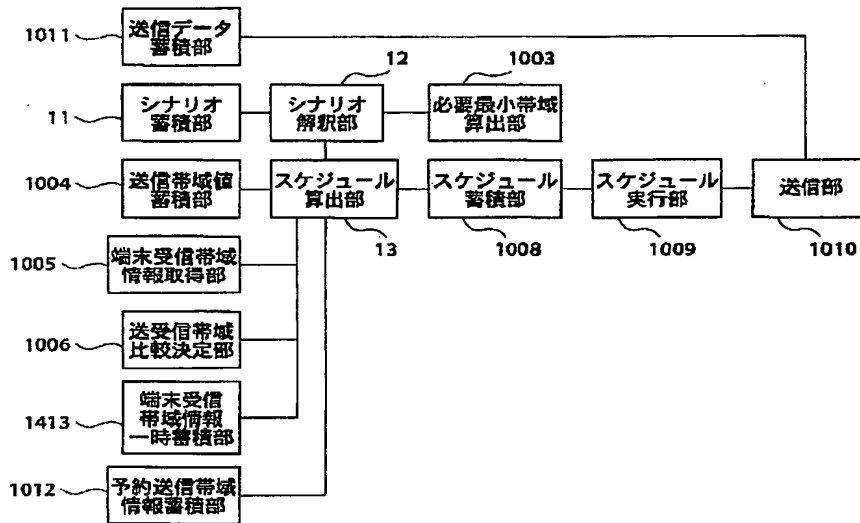 1011
送信データ
蓄積部
12
1003
11
シナリオ
蓄積部
シナリオ
解釈部
必要最小帯域
算出部
1004
送信帯域値
蓄積部
スケジュール
算出部
スケジュール
蓄積部
スケジュール
実行部
送信部
13
1008
1009
1010
1005
端末受信帯域
情報取得部
1006
送受信帯域
比較決定部
1413
端末受信
帯域情報
一時蓄積部
1012
予約送信帯域
情報蓄積部